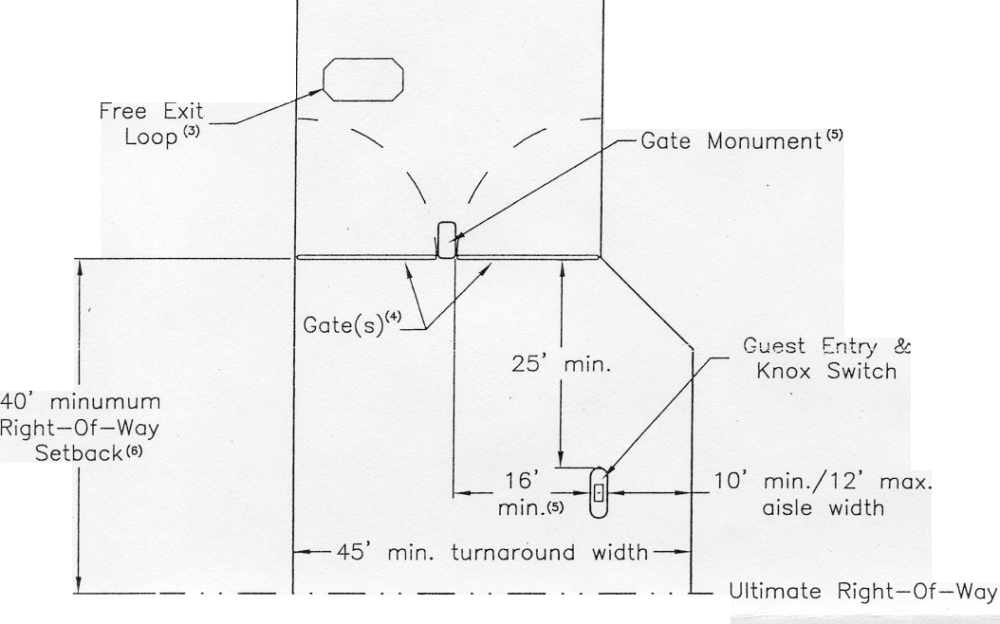 Free Exit
Loop(3)
Gate Monument(5)
Gate(s)(4)
Guest Entry &
Knox Switch
25' min.
40' minumum
Right-Of-Way
Setback(6)
16'
min.(5)
10' min./12' max.
aisle width
45' min. turnaround width
Ultimate Right-Of-Way